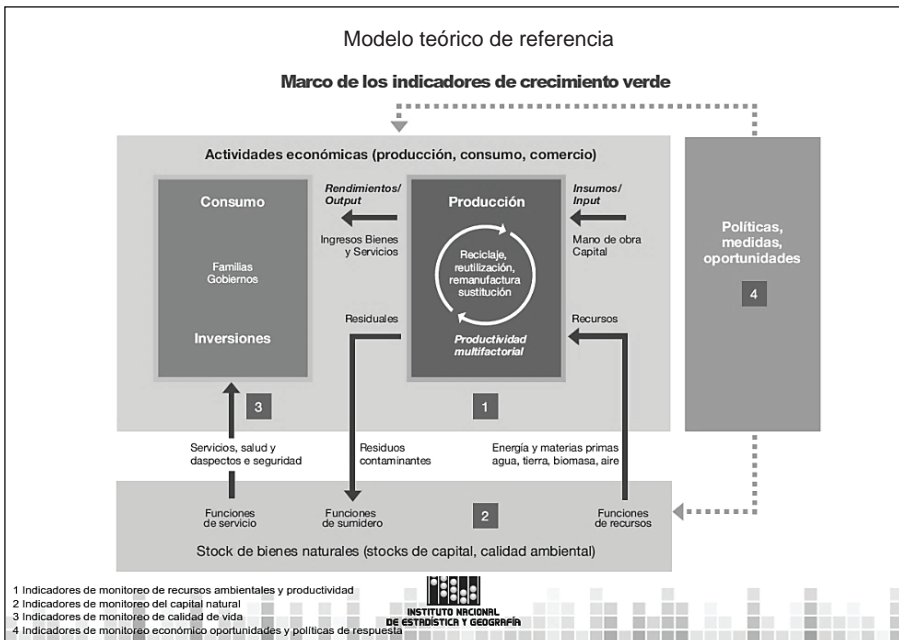 Modelo teórico de referencia
Marco de los indicadores de crecimiento verde
Actividades económicas (producción, consumo, comercio)
Consumo
Familias
Gobiernos
Inversiones
3
Rendimientos/
Output
Ingresos Bienes
y Servicios
Residuales
Producción
Reciclaje,
reutilización,
remanufactura
sustitución
Productividad
multifactorial
1
Insumos/
Input
Mano de obra
Capital
Recursos
Políticas,
medidas,
oportunidades
4
Servicios, salud y
daspectos e seguridad
Residuos
contaminantes
Energía y materias primas
agua, tierra, biomasa, aire
Funciones
de servicio
Funciones
de sumidero
2
Funciones
de recursos
Stock de bienes naturales (stocks de capital, calidad ambiental)
1 Indicadores de monitoreo de recursos ambientales y productividad
2 Indicadores de monitoreo del capital natural
3 Indicadores de monitoreo de calidad de vida
4 Indicadores de monitoreo económico oportunidades y políticas de respuesta
INSTITUTO NACIONAL
DE ESTADÍSTICA Y GEOGRAFÍA